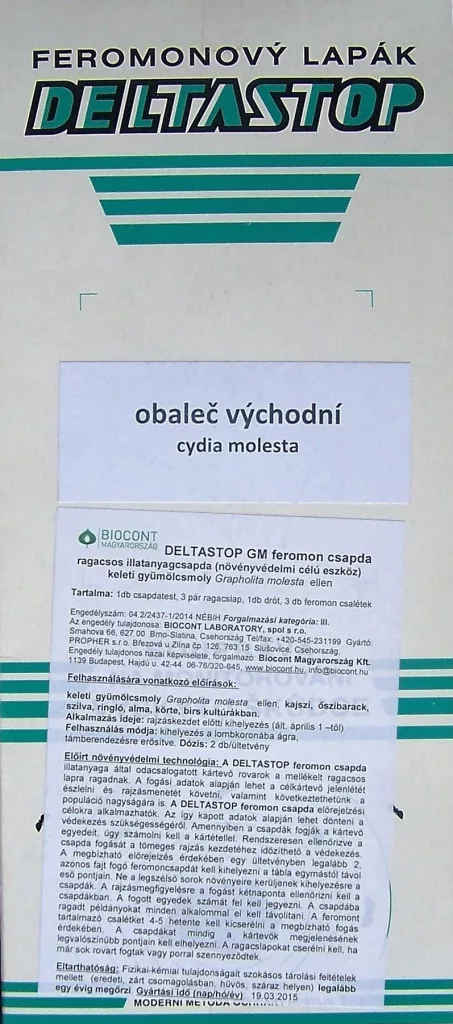 FEROMONOVÝ LAPÁK
DELTASTOP
obaleč východní
cydia molesta
BIOCONT
MAGYARORSZÁG
DELTASTOP GM feromon csapda
ragacsos illatanyagcsapda (növényvédelmi célú eszköz)
keleti gyümölcsmoly Grapholita molesta ellen
Tartalma: 1db csapdatest, 3 pár ragacslap, 1db drót, 3 db feromon csalétek
Engedélyszám: 04.2/2437-1/2014 NÉBIH Forgalmazási kategória: III.
Az engedély tulajdonosa: BIOCONT LABORATORY, spol s r.o.
Smahova 66, 627 00 Brno-Slatina, Csehország Tel/fax: +420-545-231199 Gyártó:
PROPHER s r.o. Březová u Zlína čp. 126, 763 15 Slušovice, Csehország.
Engedély tulajdonos hazai képviselete, forgalmazó: Biocont Magyarország Kft.
1139 Budapest, Hajdú u. 42-44 06-76/320-645, www.biocont.hu, info@biocont.hu
Felhasználására vonatkozó előírások:
keleti gyümölcsmoly Grapholita molesta ellen, kajszi, őszibarack,
szilva, ringló, alma, körte, birs kultúrákban.
Alkalmazás ideje: rajzáskezdet előtti kihelyezés (ált. április 1 –től)
Felhasználás módja: kihelyezés a lombkoronába ágra,
támberendezésre erősítve. Dózis: 2 db/ültetvény
Előírt növényvédelmi technológia: A DELTASTOP feromon csapda
illatanyaga által odacsalogatott kártevő rovarok a mellékelt ragacsos
lapra ragadnak. A fogási adatok alapján lehet a célkártevő jelenlétét
észlelni és rajzásmenetét követni, valamint következtethetünk a
populáció nagyságára is. A DELTASTOP feromon csapda előrejelzési
célokra alkalmazhatók. Az így kapott adatok alapján lehet dönteni a
védekezés szükségességéről. Amennyiben a csapdák fogják a kártevő
egyedeit, úgy számolni kell a kártétellel. Rendszeresen ellenőrizve a
csapda fogását a tömeges rajzás kezdetéhez időzíthető a védekezés.
A megbízható előrejelzés érdekében egy ültetvényben legalább 2,
azonos fajt fogó feromoncsapdát kell kihelyezni a tábla egymástól távol
eső pontjain. Ne a legszélső sorok növényeire kerüljenek kihelyezésre a
csapdák. A rajzásmegfigyelésre a fogást kétnaponta ellenőrizni kell a
csapdákban. A fogott egyedek számát fel kell jegyezni. A csapdába
ragadt példányokat minden alkalommal el kell távolítani. A feromont
tartalmazó csalétket 4-5 hetente kell kicserélni a megbízható fogás
érdekében. A csapdákat mindig a kártevők megjelenésének
legvalószínűbb pontjain kell elhelyezni. A ragacslapokat cserélni kell, ha
már sok rovart fogtak vagy porral szennyeződtek.
Eltarthatóság: Fizikai-kémiai tulajdonságait szokásos tárolási feltételek
mellett (eredeti, zárt csomagolásban, hűvös, száraz helyen) legalább
egy évig megőrzi. Gyártási idő (nap/hó/év): 19.03.2015
MODERNÍ METODA OCHRANY